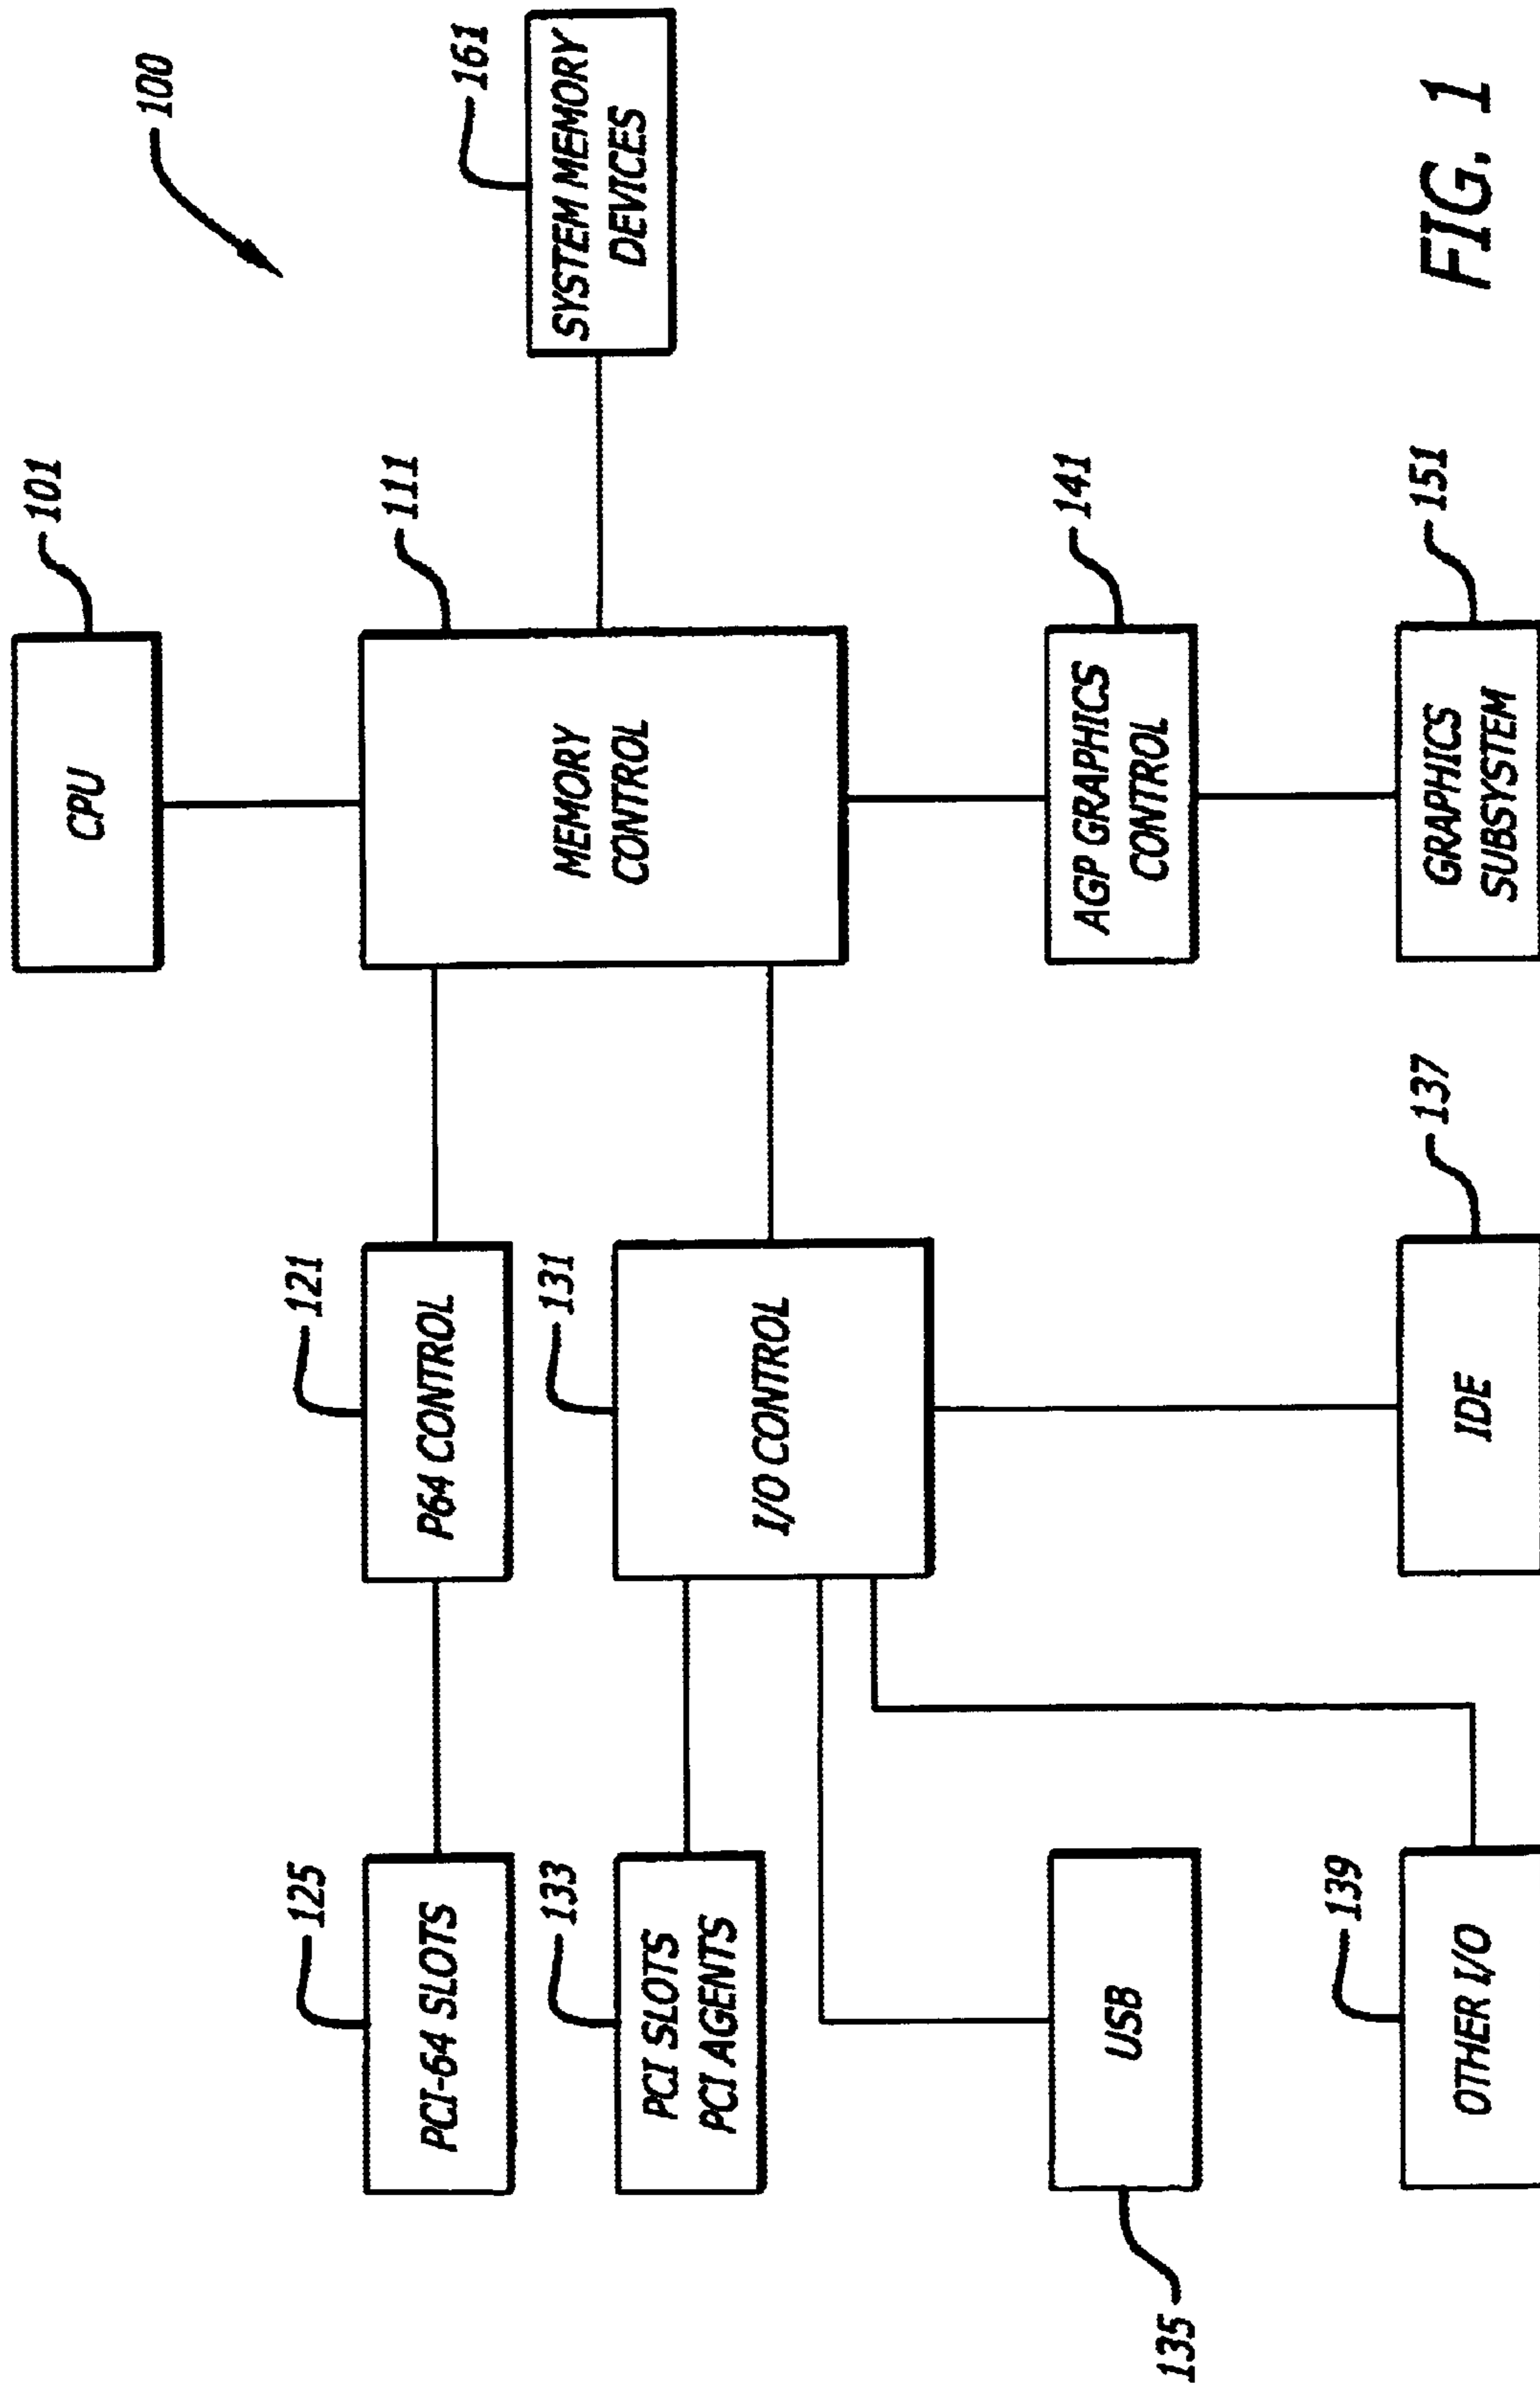 100
101
CPU
111
MEMORY
CONTROL
161
SYSTEM MEMORY
DEVICES
121
P64 CONTROL
125
PCI-64 SLOTS
131
I/O CONTROL
133
PCI SLOTS
PCI AGENTS
135
USB
141
AGP GRAPHICS
CONTROL
151
GRAPHICS
SUBSYSTEM
137
IDE
139
OTHER I/O
FIG. 1